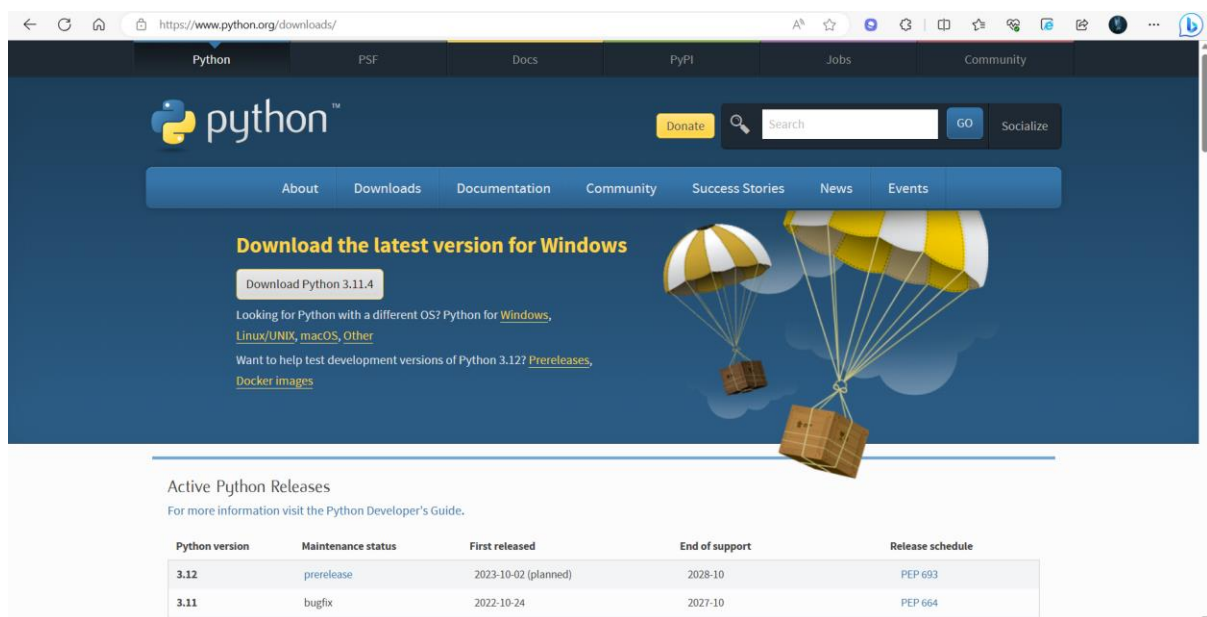 https://www.python.org/downloads/
Python PSF Docs PyPI Jobs Community
python™
Donate Search GO Socialize
About Downloads Documentation Community Success Stories News Events
Download the latest version for Windows
Download Python 3.11.4
Looking for Python with a different OS? Python for Windows,
Linux/UNIX, macOS, Other
Want to help test development versions of Python 3.12? Prereleases,
Docker images
Active Python Releases
For more information visit the Python Developer's Guide.
Python version Maintenance status First released End of support Release schedule
3.12 prerelease 2023-10-02 (planned) 2028-10 PEP 693
3.11 bugfix 2022-10-24 2027-10 PEP 664